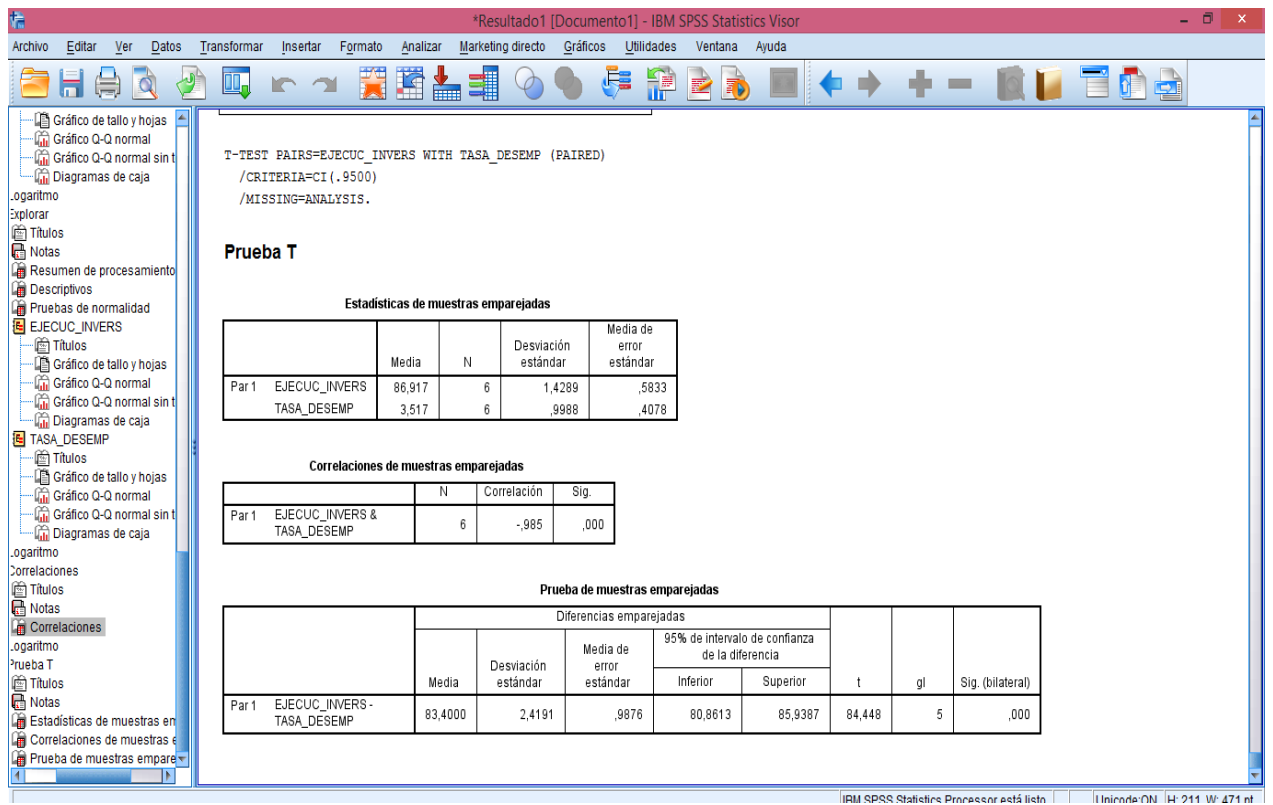 *Resultado1 [Documento1] - IBM SPSS Statistics Visor
Archivo Editar Ver Datos Transformar Insertar Formato Analizar Marketing directo Gráficos Utilidades Ventana Ayuda
Gráfico de tallo y hojas
Gráfico Q-Q normal
Gráfico Q-Q normal sin t
Diagramas de caja
.ogaritmo
Explorar
Títulos
Notas
Resumen de procesamiento
Descriptivos
Pruebas de normalidad
EJECUC_INVERS
Títulos
Gráfico de tallo y hojas
Gráfico Q-Q normal
Gráfico Q-Q normal sin t
Diagramas de caja
TASA_DESEMP
Títulos
Gráfico de tallo y hojas
Gráfico Q-Q normal
Gráfico Q-Q normal sin t
Diagramas de caja
.ogaritmo
Correlaciones
Títulos
Notas
Correlaciones
.ogaritmo
Prueba T
Títulos
Notas
Estadísticas de muestras em
Correlaciones de muestras e
Prueba de muestras empare
T-TEST PAIRS=EJECUC_INVERS WITH TASA_DESEMP (PAIRED)
/CRITERIA=CI(.9500)
/MISSING=ANALYSIS.
Prueba T
Estadísticas de muestras emparejadas
Media N Desviación estándar Media de error estándar
Par 1 EJECUC_INVERS 86,917 6 1,4289 ,5833
TASA_DESEMP 3,517 6 ,9988 ,4078
Correlaciones de muestras emparejadas
N Correlación Sig.
Par 1 EJECUC_INVERS & TASA_DESEMP 6 -,985 ,000
Prueba de muestras emparejadas
Diferencias emparejadas
95% de intervalo de confianza de la diferencia
Media Desviación estándar Media de error estándar Inferior Superior t gl Sig. (bilateral)
Par 1 EJECUC_INVERS - TASA_DESEMP 83,4000 2,4191 ,9876 80,8613 85,9387 84,448 5 ,000
IBM SPSS Statistics Processor está listo Unicode:ON H: 211, W: 471 pt